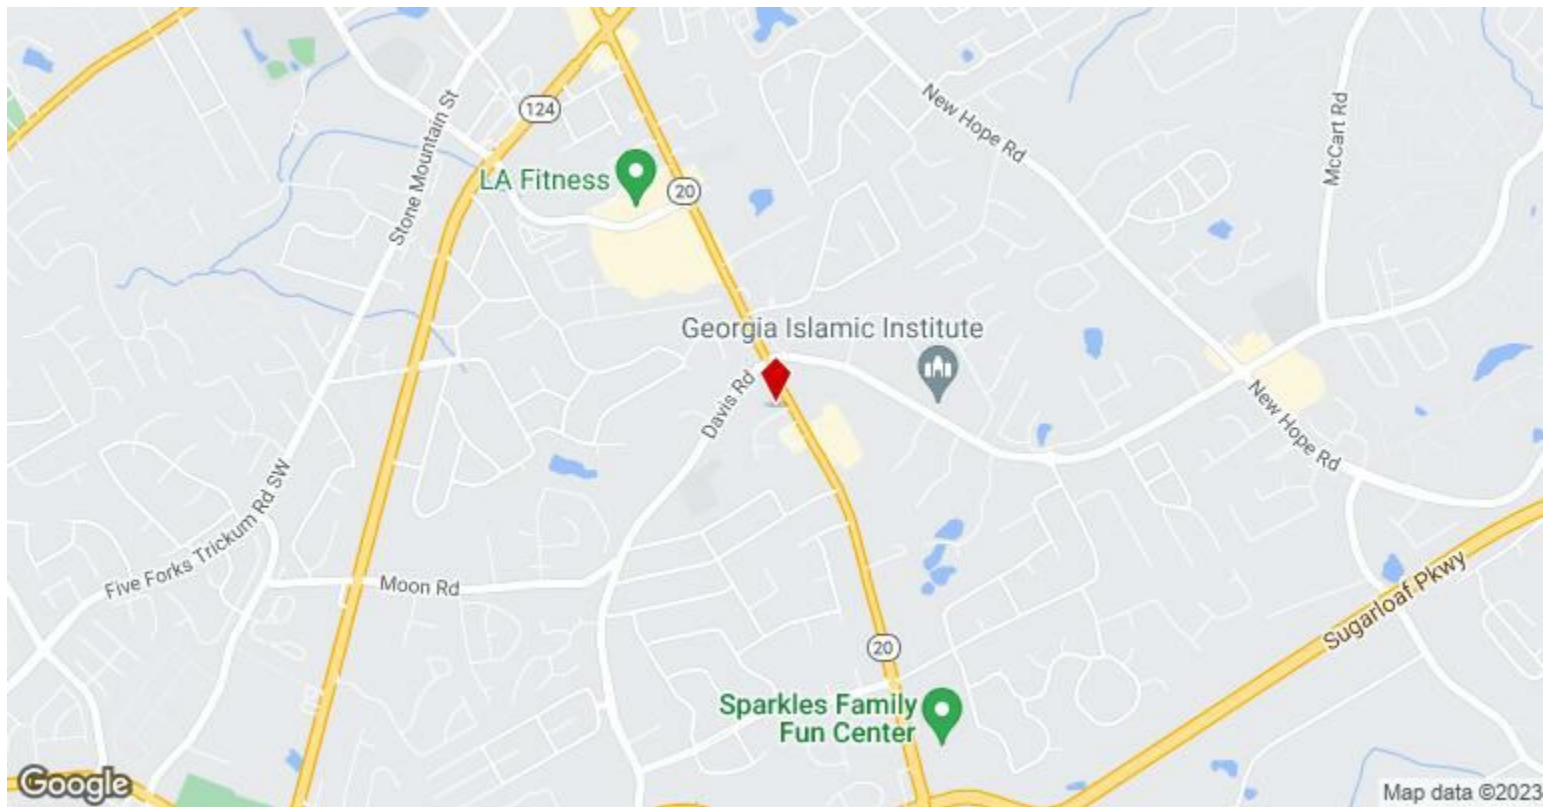 124
New Hope Rd
McCart Rd
Stone Mountain St
LA Fitness
20
Georgia Islamic Institute
Davis Rd
New Hope Rd
Five Forks Trickum Rd SW
Moon Rd
Sugarloaf Pkwy
20
Sparkles Family
Fun Center
Google
Map data ©2023